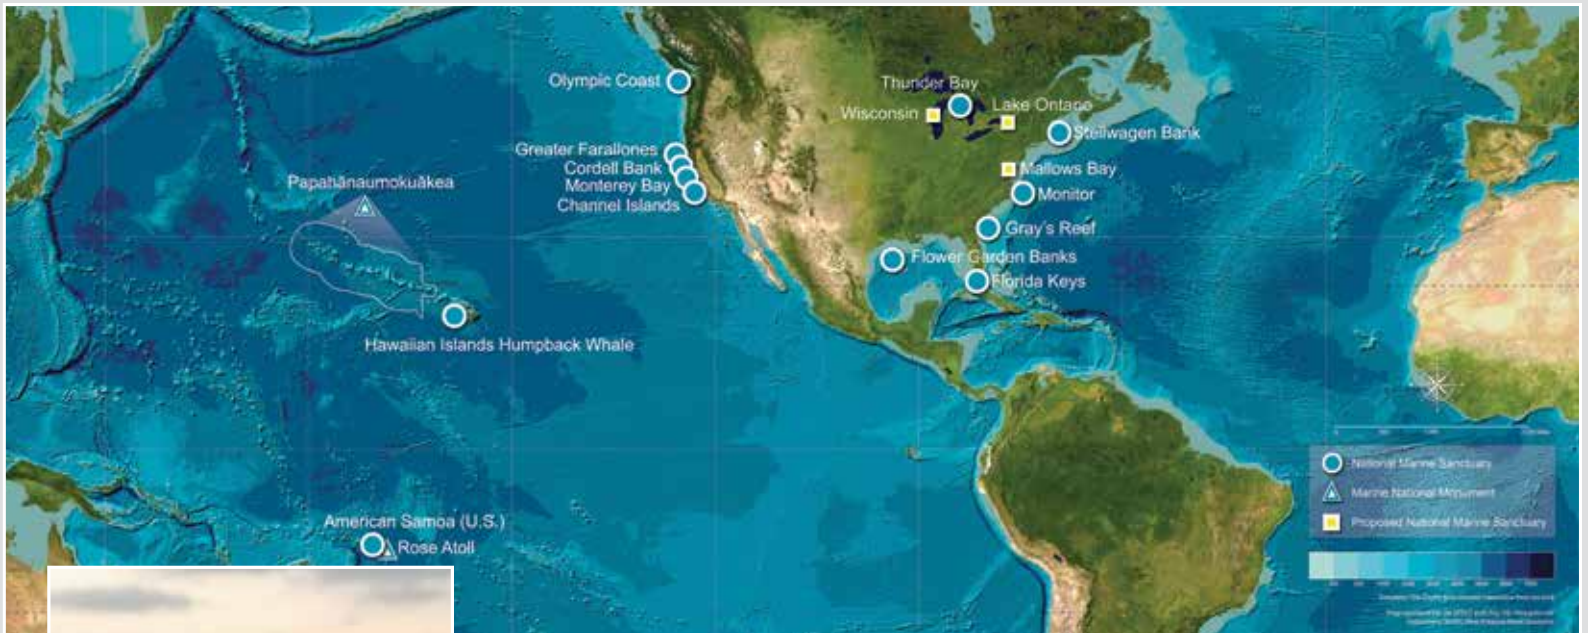 Olympic Coast
Greater Farallones
Cordell Bank
Monterey Bay
Channel Islands
Papahānaumokuākea
Hawaiian Islands Humpback Whale
American Samoa (U.S.)
Rose Atoll
Thunder Bay
Wisconsin
Lake Ontario
Stellwagen Bank
Mallows Bay
Monitor
Gray's Reef
Flower Garden Banks
Florida Keys
National Marine Sanctuary
Marine National Monument
Proposed National Marine Sanctuary